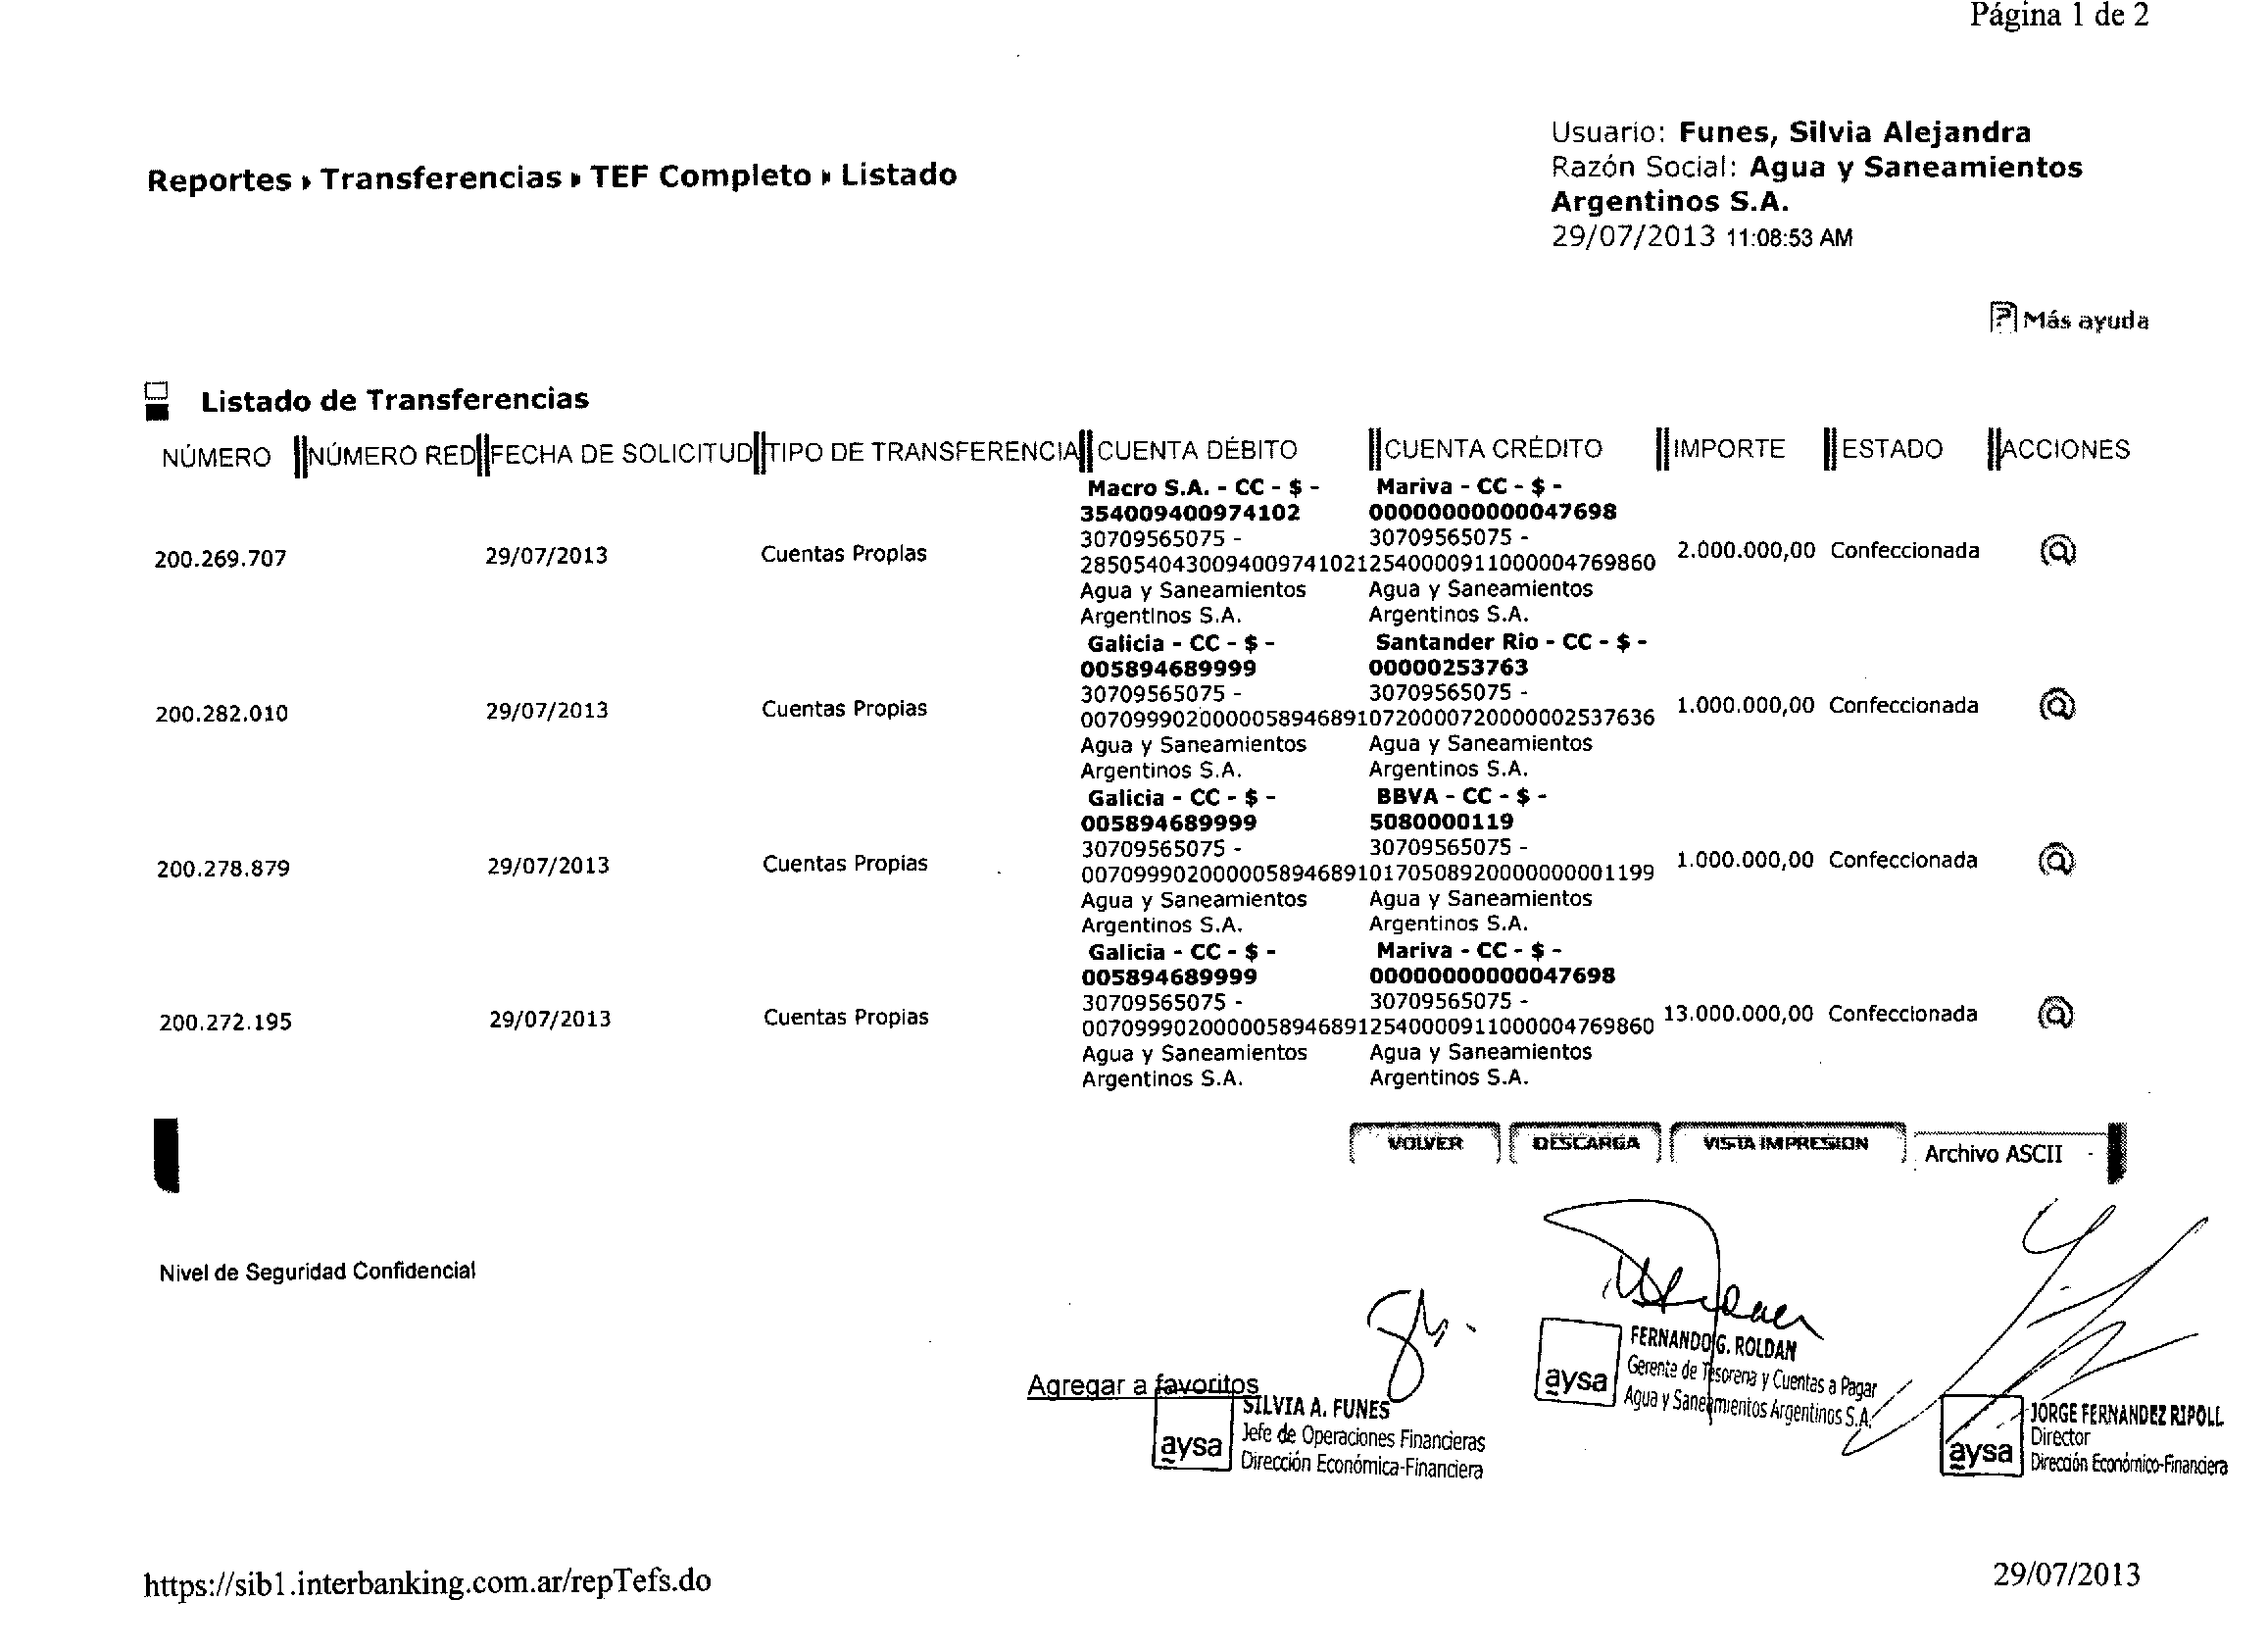 Página 1 de 2
Usuario: Funes, Silvia Alejandra
Razón Social: Agua y Saneamientos
Argentinos S.A.
29/07/2013 11:08:53 AM
Reportes Transferencias TEF Completo Listado
Más ayuda
Listado de Transferencias
NÚMERO NÚMERO RED FECHA DE SOLICITUD TIPO DE TRANSFERENCIA CUENTA DÉBITO CUENTA CRÉDITO IMPORTE ESTADO ACCIONES
Macro S.A. - CC - $ - Mariva - CC - $ -
354009400974102 00000000000047698
30709565075 - 30709565075 -
200.269.707 29/07/2013 Cuentas Propias 2850540430094009741021 2540000911000004769860 2.000.000,00 Confeccionada
Agua y Saneamientos Agua y Saneamientos
Argentinos S.A. Argentinos S.A.
Galicia - CC - $ - Santander Rio - CC - $ -
005894689999 00000253763
30709565075 - 30709565075 -
200.282.010 29/07/2013 Cuentas Propias 0070999020000058946891 0720000720000002537636 1.000.000,00 Confeccionada
Agua y Saneamientos Agua y Saneamientos
Argentinos S.A. Argentinos S.A.
Galicia - CC - $ - BBVA - CC - $ -
005894689999 5080000119
30709565075 - 30709565075 -
200.278.879 29/07/2013 Cuentas Propias 0070999020000058946891 0170508920000000001199 1.000.000,00 Confeccionada
Agua y Saneamientos Agua y Saneamientos
Argentinos S.A. Argentinos S.A.
Galicia - CC - $ - Mariva - CC - $ -
005894689999 00000000000047698
30709565075 - 30709565075 -
200.272.195 29/07/2013 Cuentas Propias 0070999020000058946891 2540000911000004769860 13.000.000,00 Confeccionada
Agua y Saneamientos Agua y Saneamientos
Argentinos S.A. Argentinos S.A.
VOLVER DESCARGA VISTA IMPRESION Archivo ASCII
Nivel de Seguridad Confidencial
Agregar a favoritos
aysa
SILVIA A. FUNES
Jefe de Operaciones Financieras
Dirección Económica-Financiera
aysa
FERNANDO G. ROLDAN
Gerente de Tesoreria y Cuentas a Pagar
Agua y Saneamientos Argentinos S.A.
aysa
JORGE FERNANDEZ RIPOLL
Director
Dirección Económico-Financiera
https://sib1.interbanking.com.ar/repTefs.do
29/07/2013